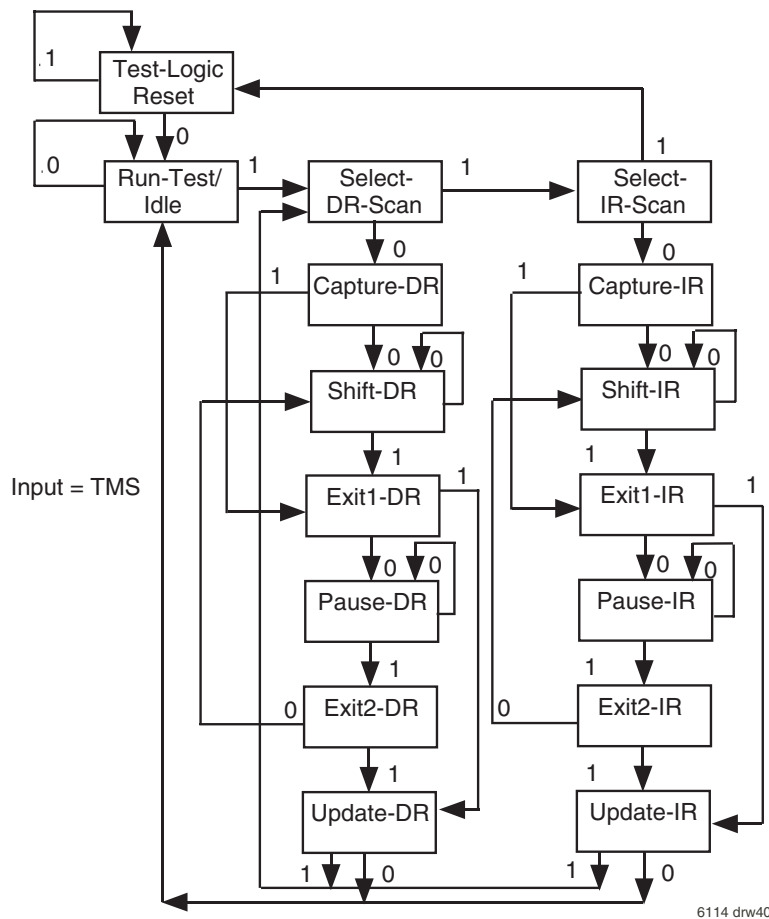 .1
Test-Logic
Reset
0
1
.0
Run-Test/
Idle
1
Select-
DR-Scan
1
Select-
IR-Scan
0
0
1
1
Capture-DR
Capture-IR
0
0
0
0
Shift-DR
Shift-IR
1
1
Input = TMS
Exit1-DR
1
Exit1-IR
1
0
0
0
0
Pause-DR
Pause-IR
1
1
0
Exit2-DR
0
Exit2-IR
1
1
Update-DR
Update-IR
1
0
1
0
6114 drw40